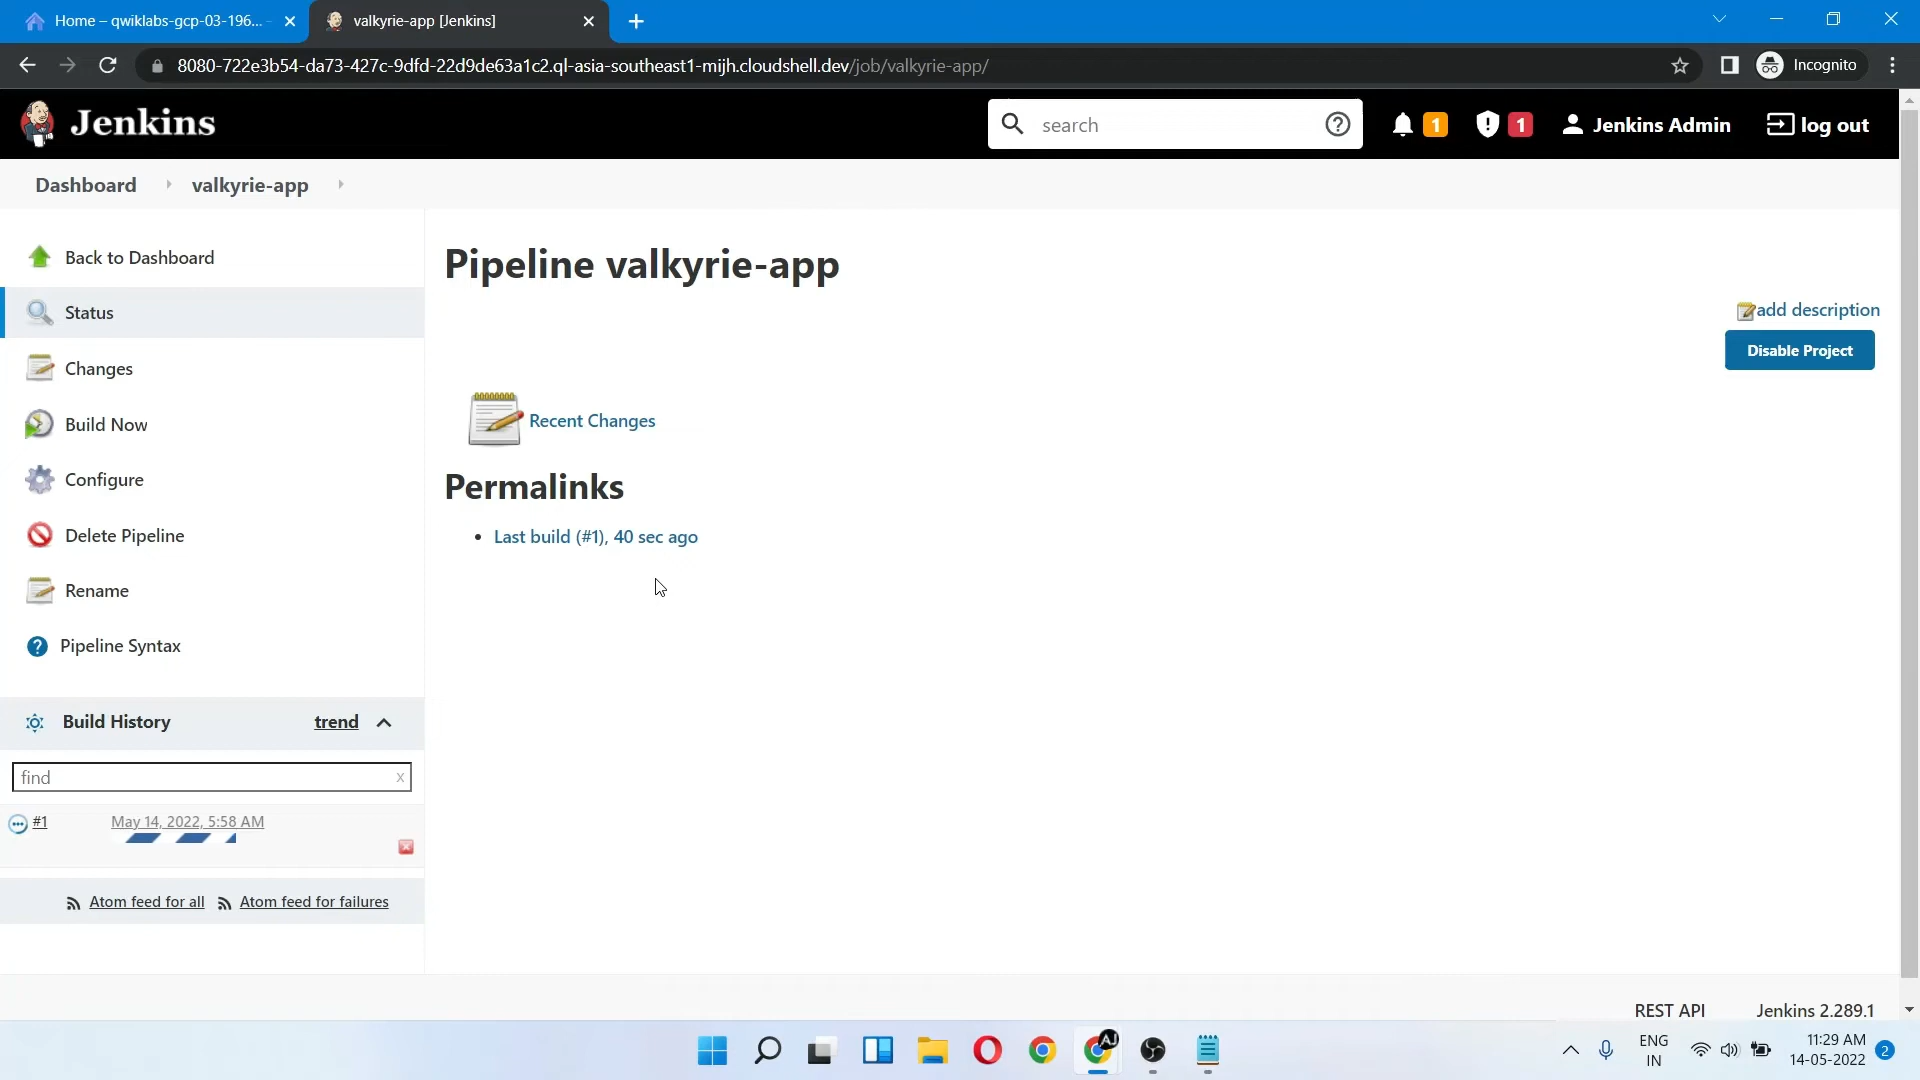 Home – qwiklabs-gcp-03-196...
valkyrie-app [Jenkins]
8080-722e3b54-da73-427c-9dfd-22d9de63a1c2.ql-asia-southeast1-mijh.cloudshell.dev/job/valkyrie-app/
Incognito
Jenkins
search
1
1
Jenkins Admin
log out
Dashboard
valkyrie-app
Back to Dashboard
Status
Changes
Build Now
Configure
Delete Pipeline
Rename
Pipeline Syntax
Pipeline valkyrie-app
add description
Disable Project
Recent Changes
Permalinks
Last build (#1), 40 sec ago
Build History
trend
find
x
#1
May 14, 2022, 5:58 AM
Atom feed for all
Atom feed for failures
REST API
Jenkins 2.289.1
AJ
ENG
IN
11:29 AM
14-05-2022
2